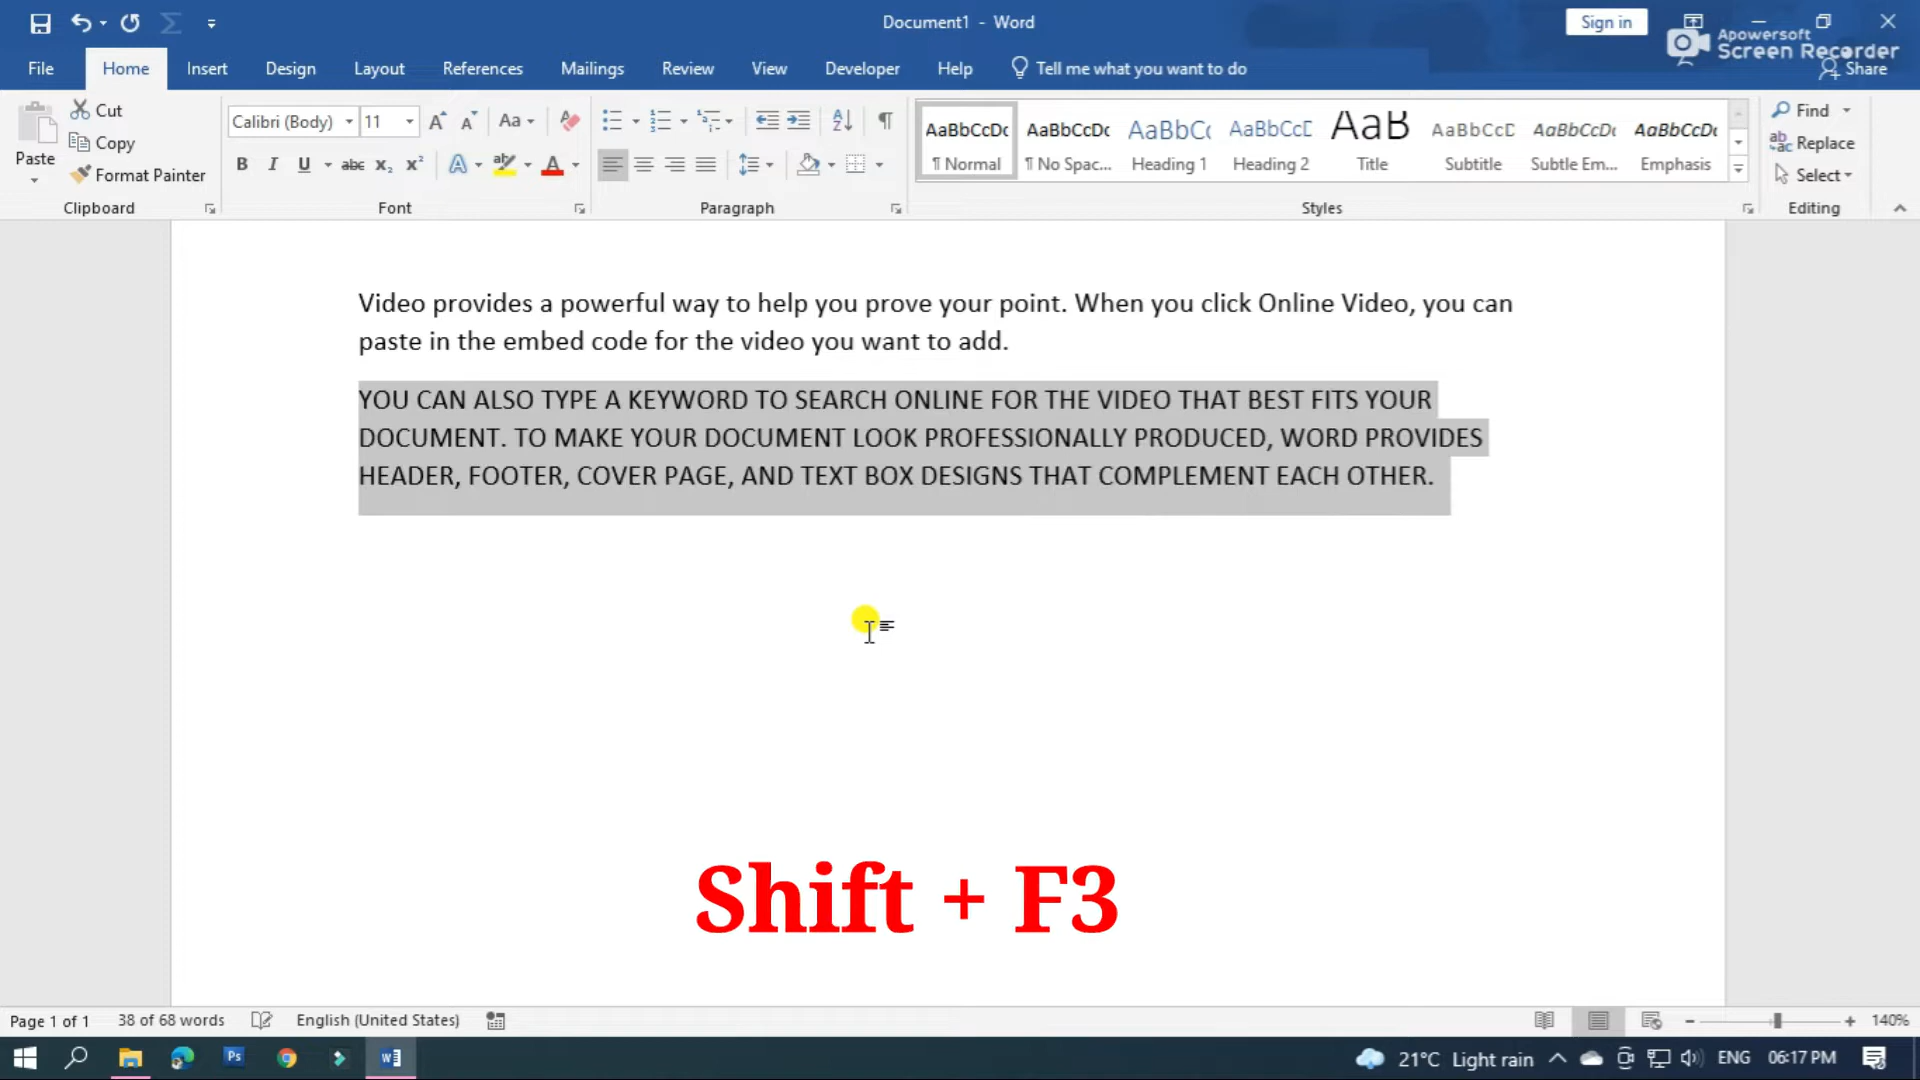 Document1 - Word
Sign in
Apowersoft
Screen Recorder
File Home Insert Design Layout References Mailings Review View Developer Help Tell me what you want to do Share
Paste
Cut
Copy
Format Painter
Clipboard
Calibri (Body) 11 Aa
B I U abc x₂ x² A ab A
Font
Paragraph
AaBbCcDc AaBbCcDc AaBbC AaBbCcE AaB AaBbCcD AaBbCcDc AaBbCcDc
¶ Normal ¶ No Spac... Heading 1 Heading 2 Title Subtitle Subtle Em... Emphasis
Styles
Find
Replace
Select
Editing
Video provides a powerful way to help you prove your point. When you click Online Video, you can
paste in the embed code for the video you want to add.
YOU CAN ALSO TYPE A KEYWORD TO SEARCH ONLINE FOR THE VIDEO THAT BEST FITS YOUR
DOCUMENT. TO MAKE YOUR DOCUMENT LOOK PROFESSIONALLY PRODUCED, WORD PROVIDES
HEADER, FOOTER, COVER PAGE, AND TEXT BOX DESIGNS THAT COMPLEMENT EACH OTHER.
Shift + F3
Page 1 of 1 38 of 68 words English (United States) 140%
Ps 21°C Light rain ENG 06:17 PM